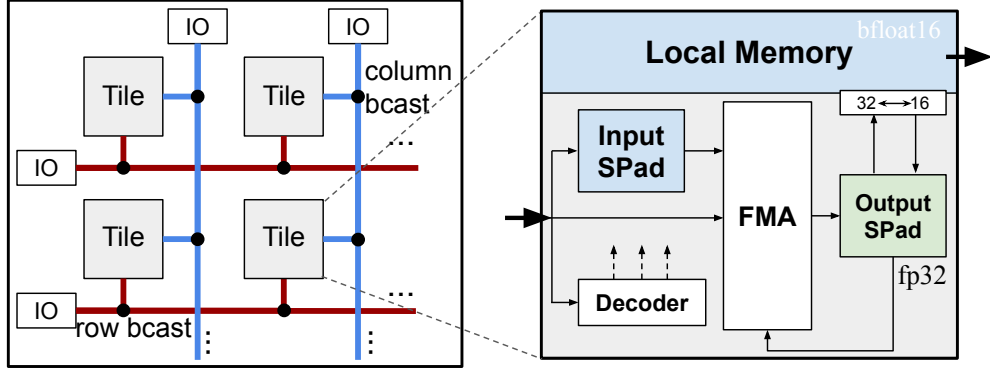 IO
IO
Tile
Tile
column
bcast
...
IO
Tile
Tile
...
IO
row bcast
...
...
bfloat16
Local Memory
32
16
Input
SPad
FMA
Output
SPad
Decoder
fp32